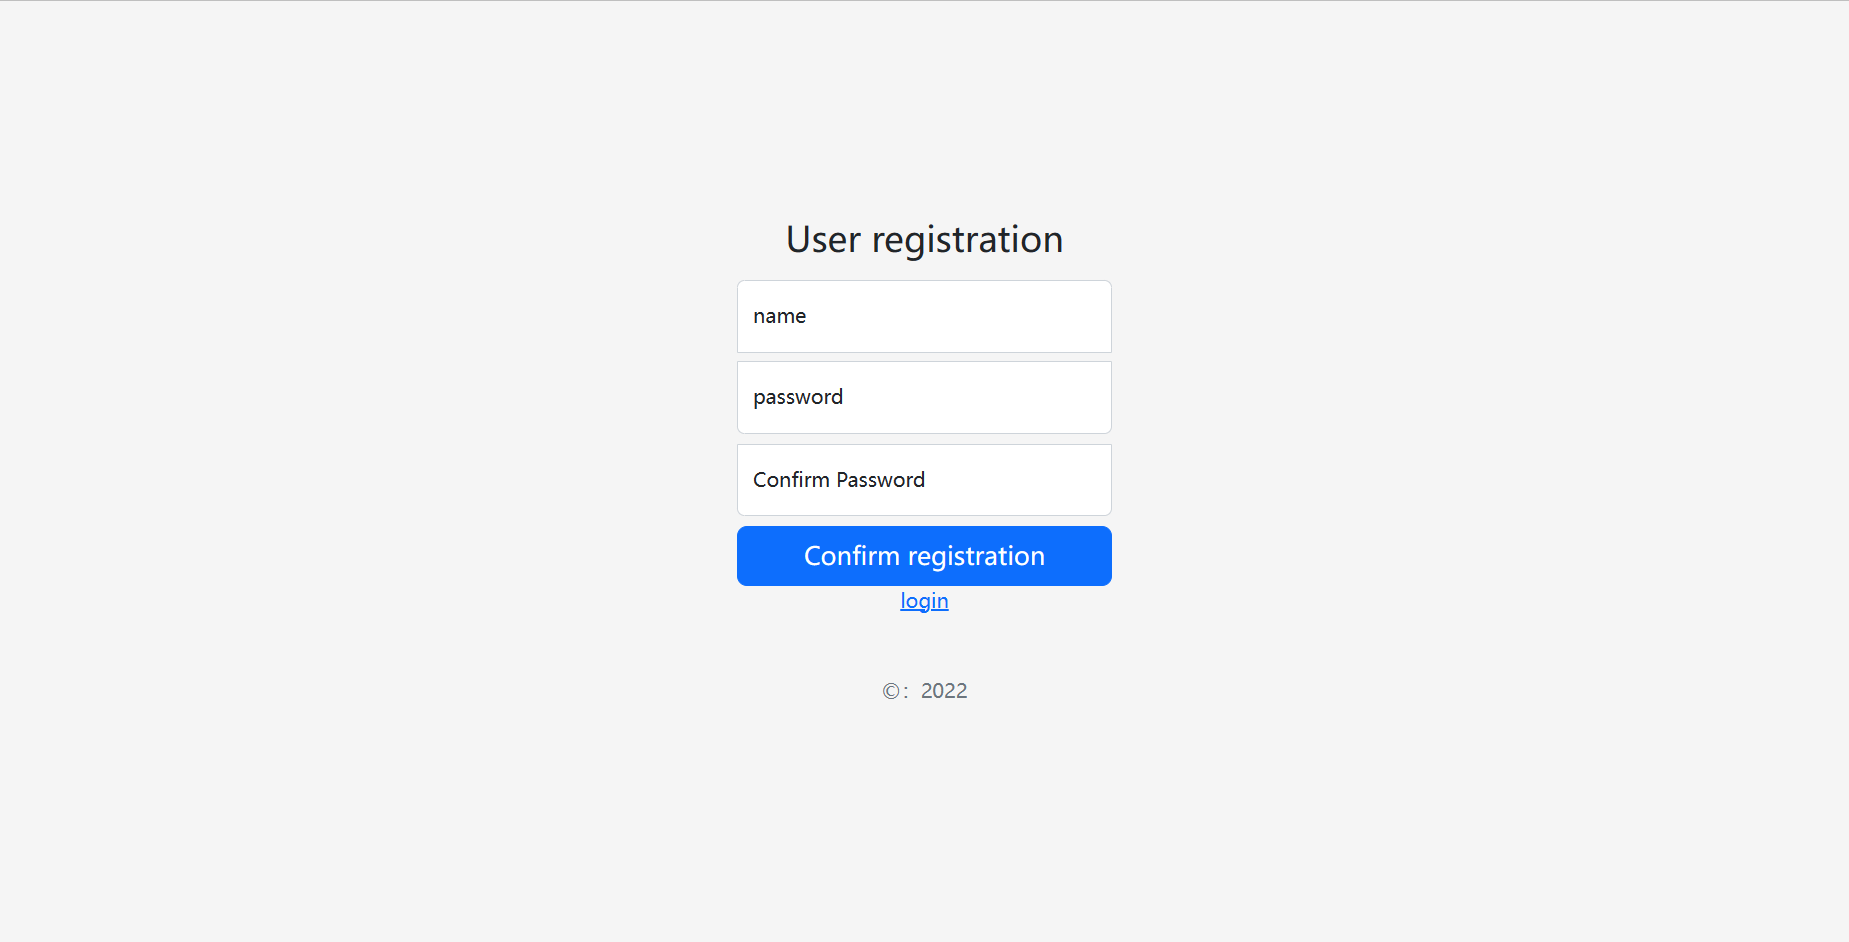 User registration
name
password
Confirm Password
Confirm registration
login
©：2022